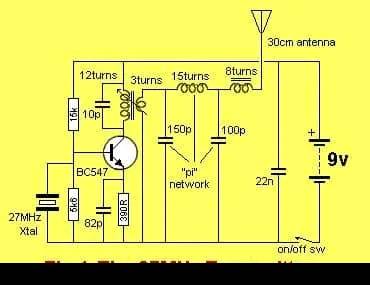 30cm antenna
12turns
3turns
15turns
8turns
10p
15k
150p
100p
+
9v
BC547
"pi"
network
22n
27MHz
Xtal
5k6
82p
390R
on/off sw